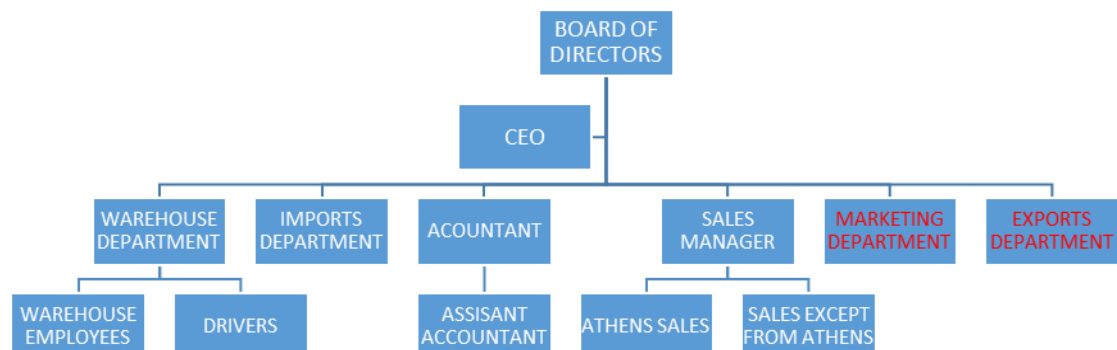 BOARD OF
DIRECTORS
CEO
WAREHOUSE
DEPARTMENT
IMPORTS
DEPARTMENT
ACOUNTANT
SALES
MANAGER
MARKETING
DEPARTMENT
EXPORTS
DEPARTMENT
WAREHOUSE
EMPLOYEES
DRIVERS
ASSISANT
ACCOUNTANT
ATHENS SALES
SALES EXCEPT
FROM ATHENS